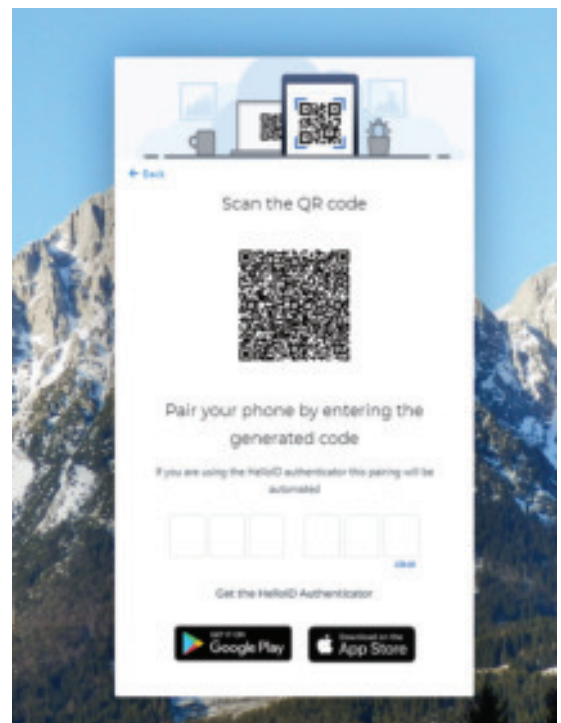 ← Back
Scan the QR code
Pair your phone by entering the
generated code
If you are using the HelloID authenticator this pairing will be
automated
Get the HelloID Authenticator
GET IT ON
Google Play
Download on the
App Store